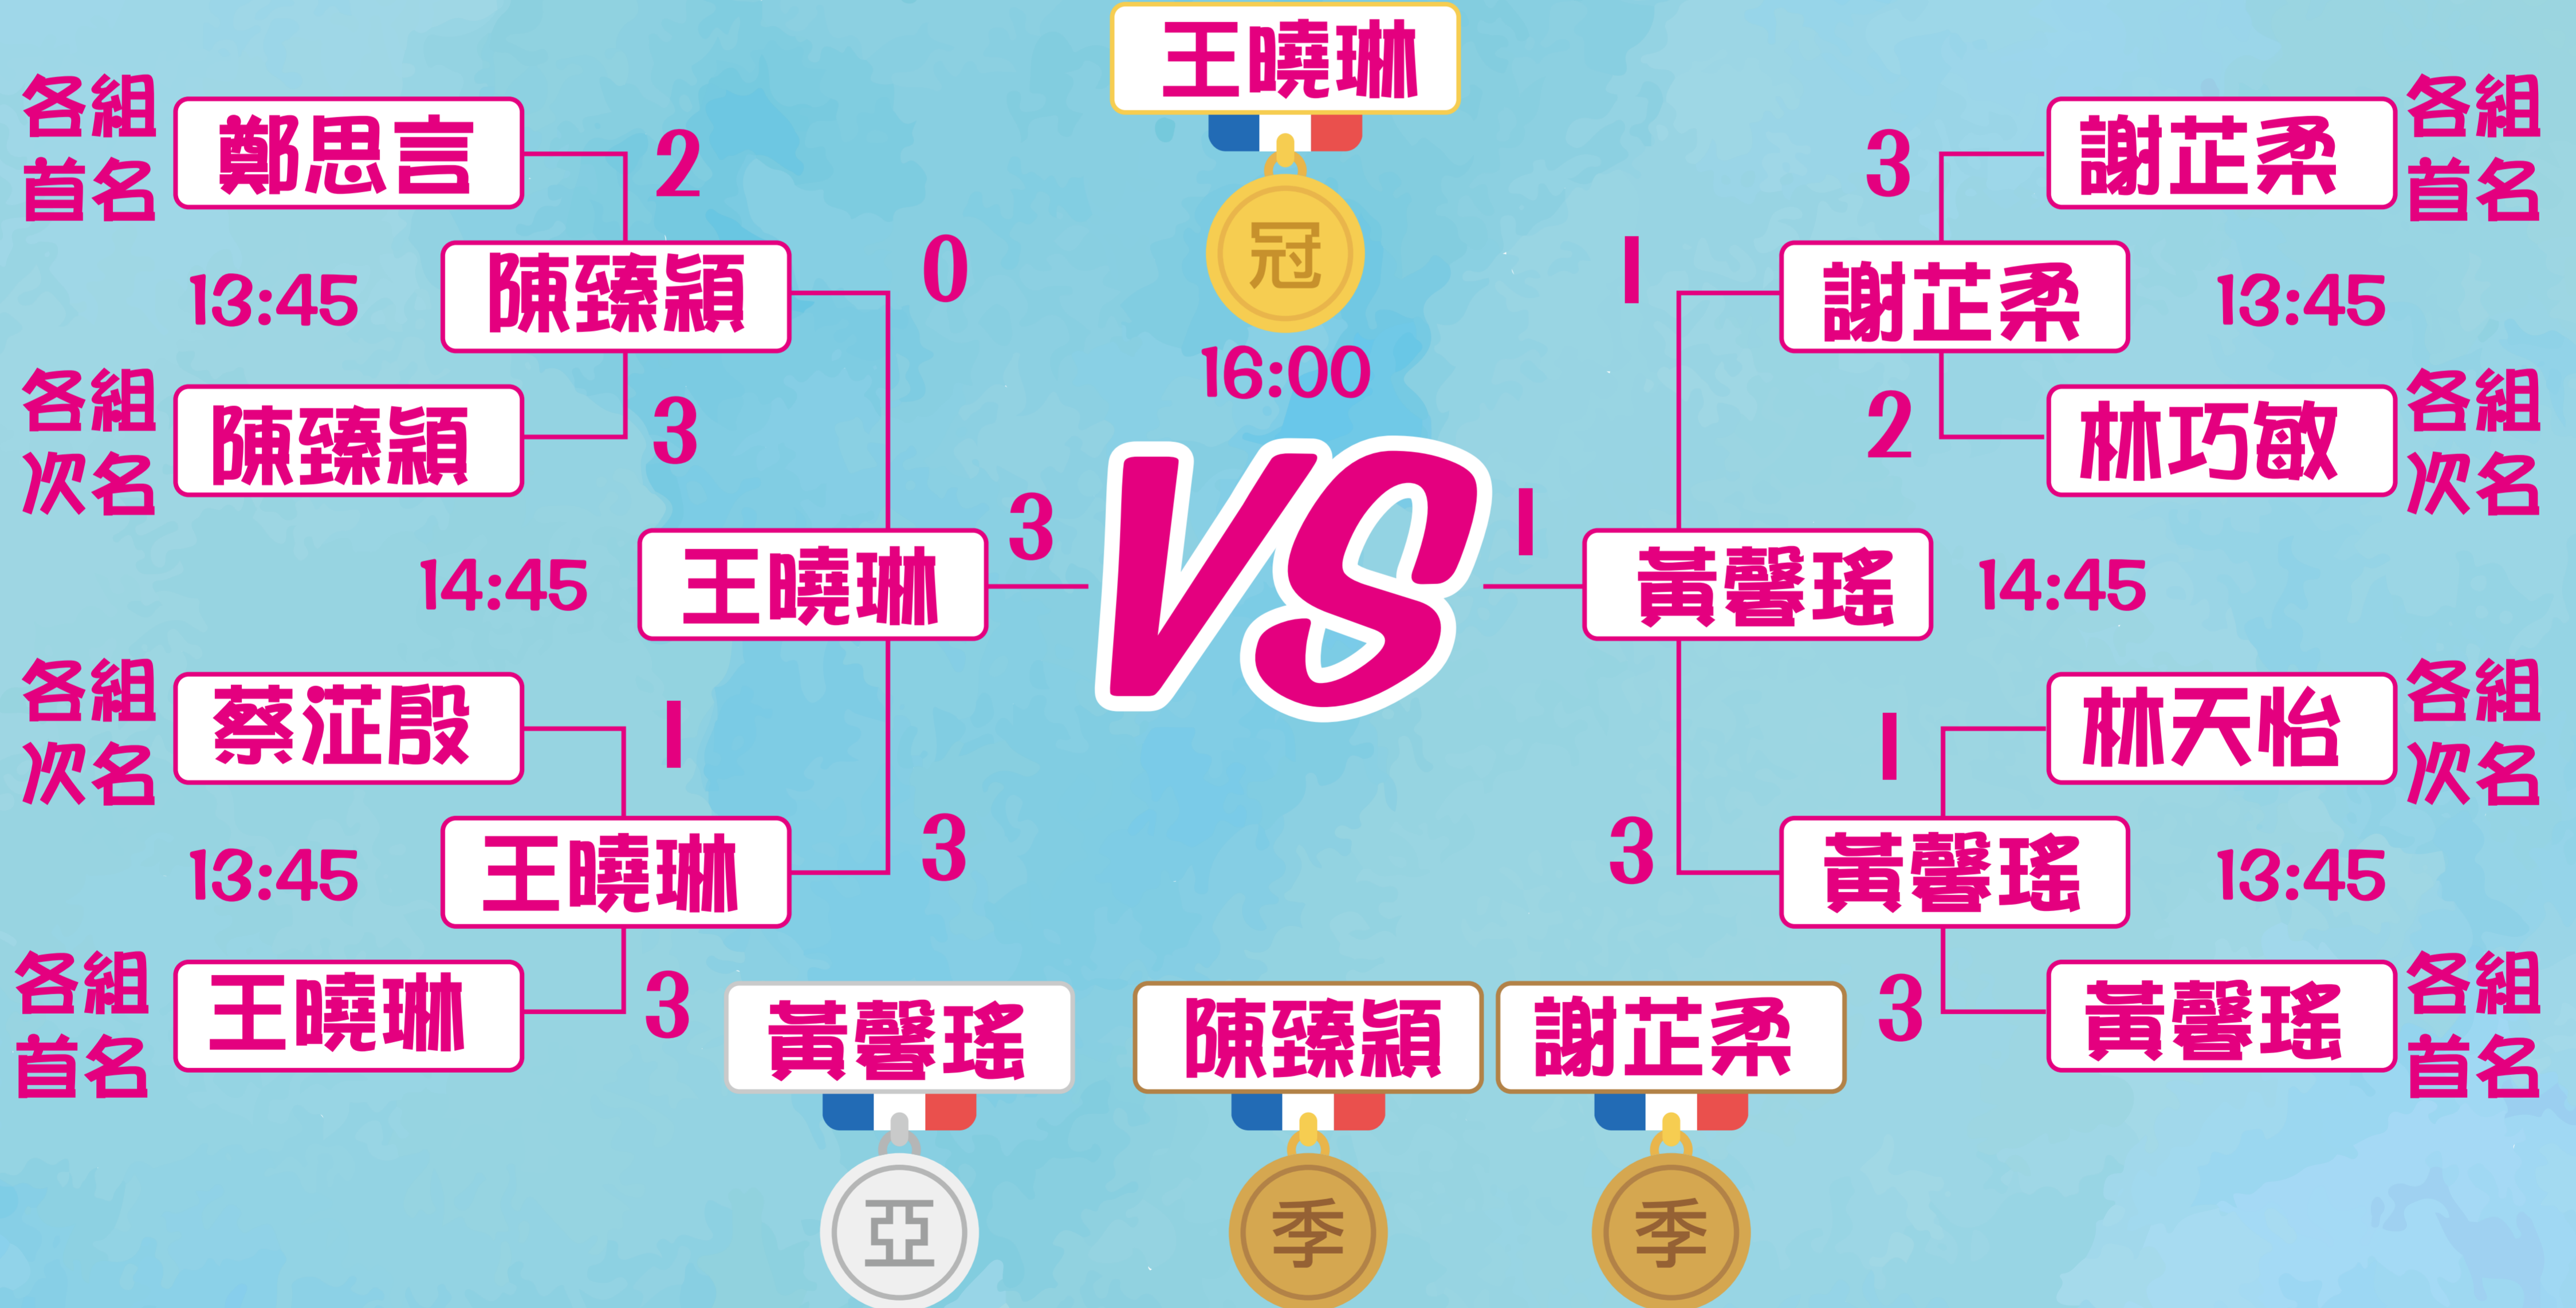 王曉琳
冠
16:00
VS
各組
首名
鄭思言
2
13:45
陳臻穎
0
各組
次名
陳臻穎
3
14:45
王曉琳
3
各組
次名
蔡淽殷
1
13:45
王曉琳
3
各組
首名
王曉琳
3
3
謝芷柔
各組
首名
1
謝芷柔
13:45
2
林巧敏
各組
次名
1
黃馨瑤
14:45
1
林天怡
各組
次名
3
黃馨瑤
13:45
3
黃馨瑤
各組
首名
黃馨瑤
亞
陳臻穎
季
謝芷柔
季